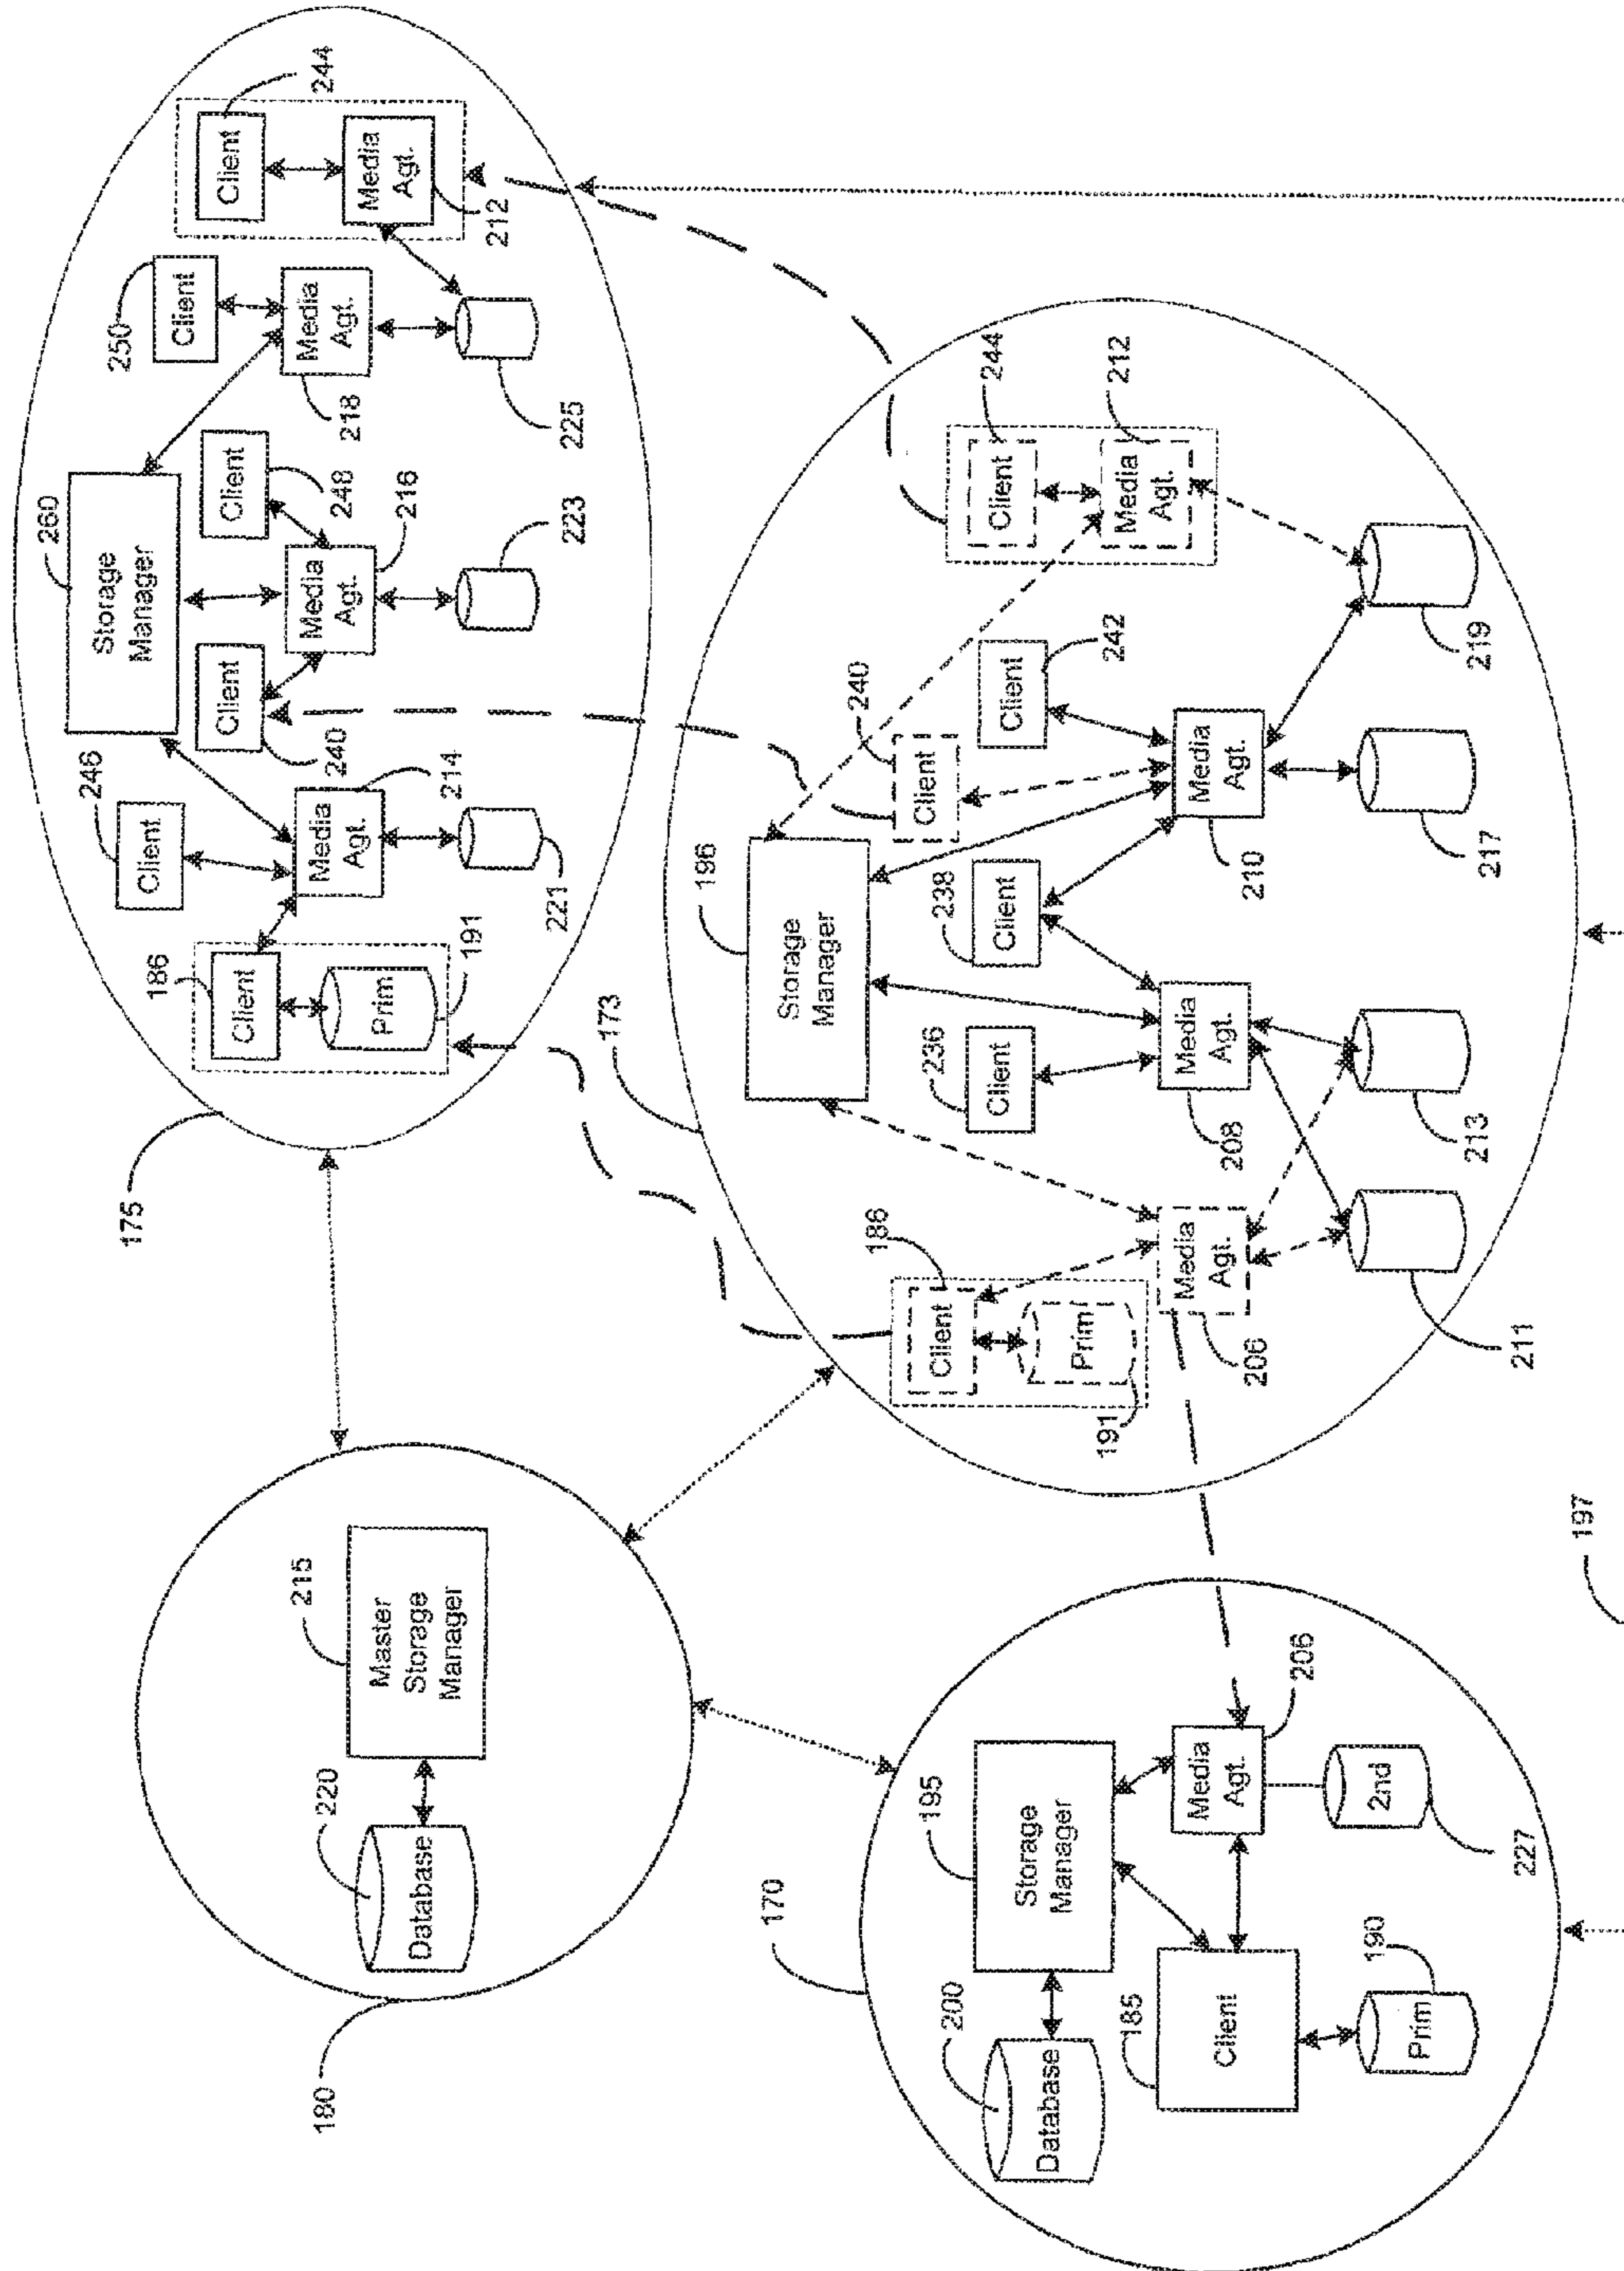 180
220
Database
215
Master
Storage
Manager
175
186
Client
Prim
191
246
Client
Media
Agt.
214
221
260
Storage
Manager
Client
240
Client
248
Media
Agt.
216
223
250
Client
Media
Agt.
218
225
Client
244
Media
Agt.
212
170
200
Database
195
Storage
Manager
185
Client
Prim
190
Media
Agt.
206
2nd
227
173
196
Storage
Manager
Client
186
Prim
191
Media
Agt.
206
236
Client
238
Client
240
Client
Client
242
Client
244
Media
Agt.
212
Media
Agt.
208
Media
Agt.
210
211
213
217
219
197